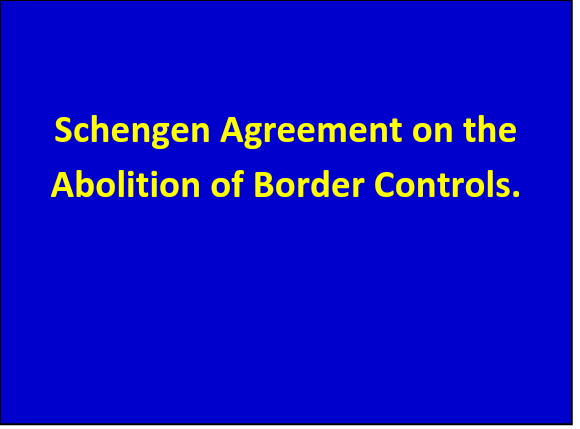 Schengen Agreement on the
Abolition of Border Controls.